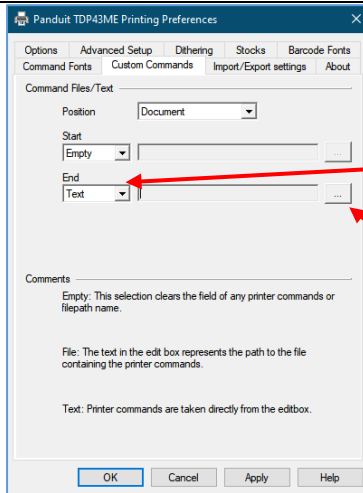 Panduit TDP43ME Printing Preferences
Options Advanced Setup Dithering Stocks Barcode Fonts
Command Fonts Custom Commands Import/Export settings About
Command Files/Text
Position Document
Start
Empty ...
End
Text ...
Comments
Empty: This selection clears the field of any printer commands or
filepath name.
File: The text in the edit box represents the path to the file
containing the printer commands.
Text: Printer commands are taken directly from the editbox.
OK Cancel Apply Help